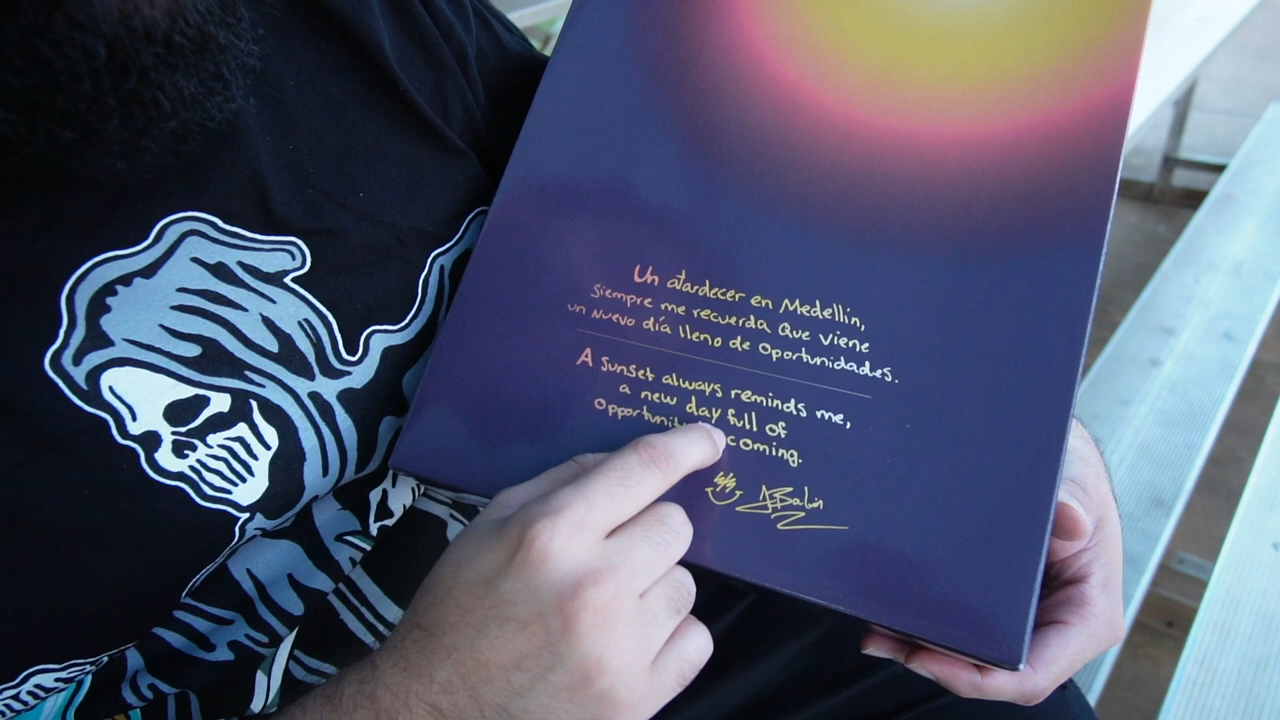 Un atardecer en Medellín,
Siempre me recuerda Que viene
un Nuevo día lleno de Oportunidades.
A Sunset always reminds me,
a new day full of
coming.
JBalvin